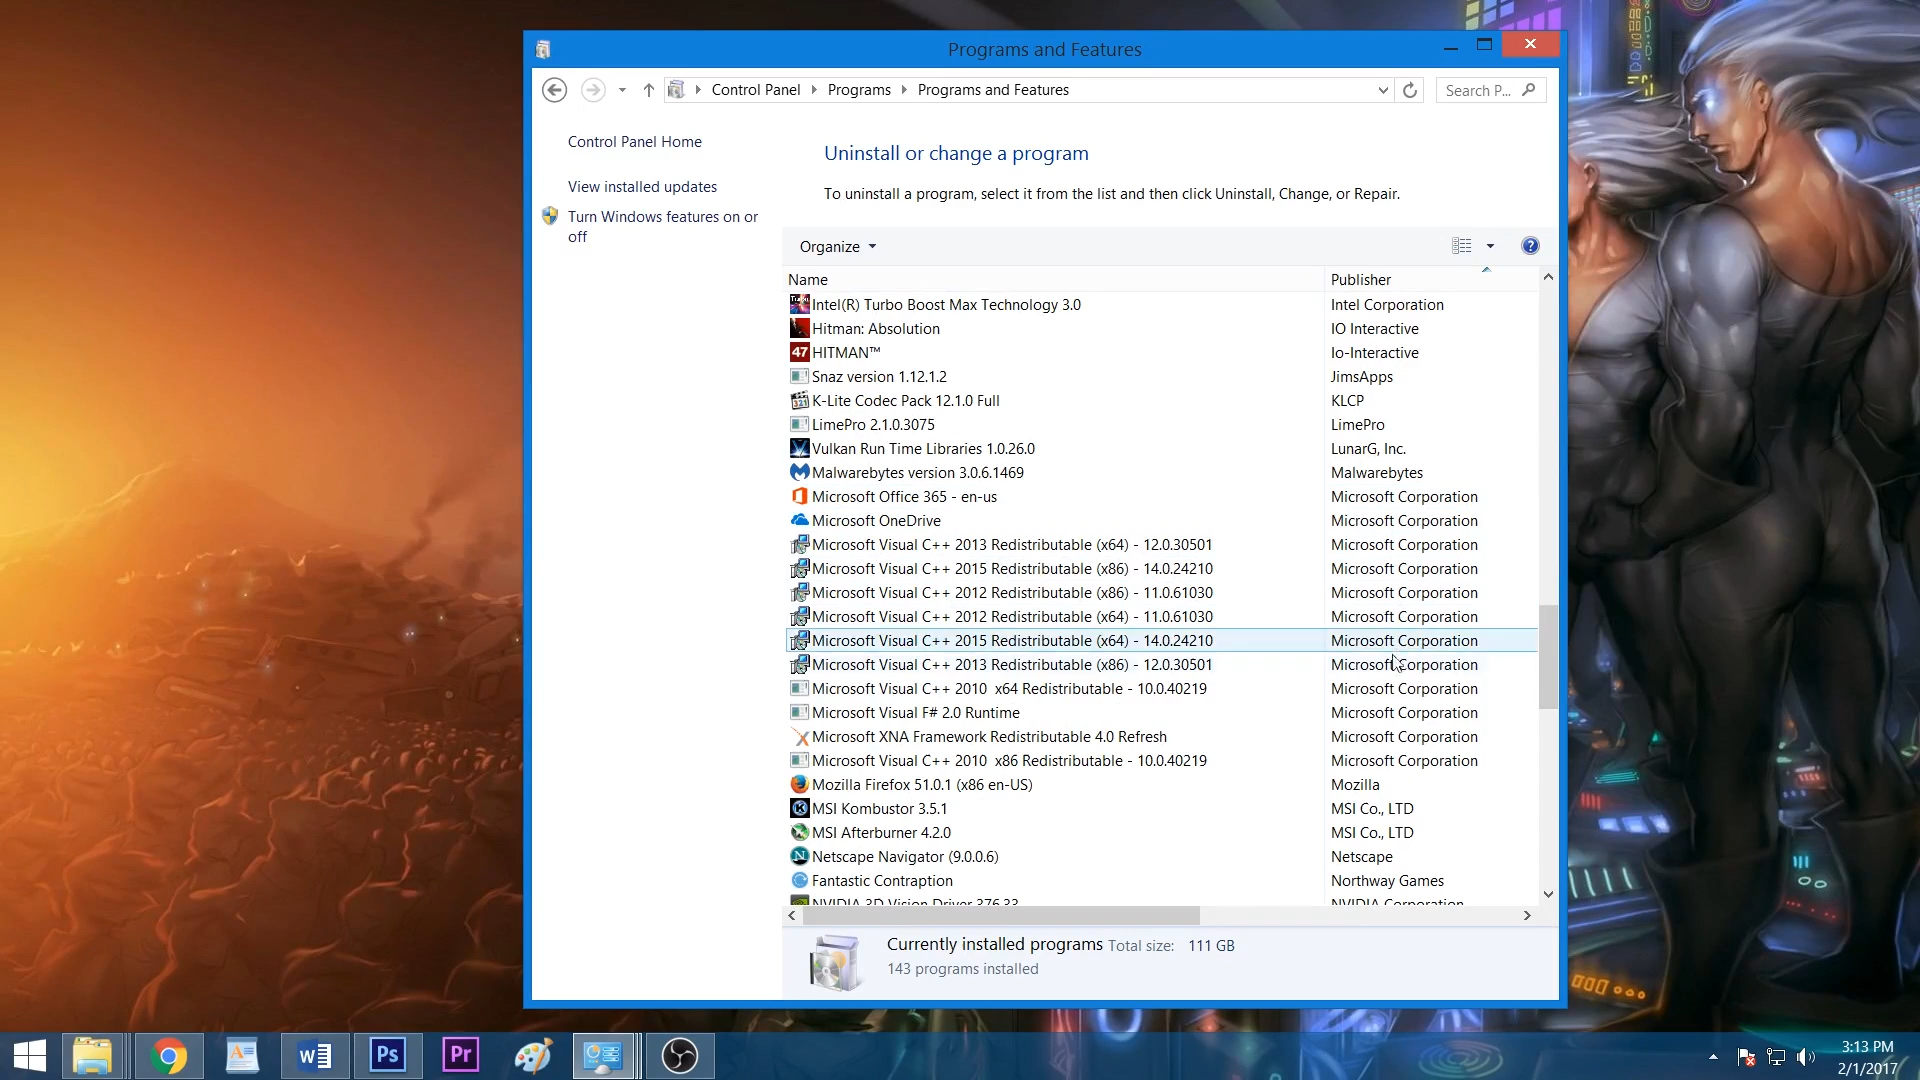 Programs and Features
Control Panel Programs Programs and Features
Search P...
Control Panel Home
View installed updates
Turn Windows features on or
off
Uninstall or change a program
To uninstall a program, select it from the list and then click Uninstall, Change, or Repair.
Organize
Name Publisher
Intel(R) Turbo Boost Max Technology 3.0 Intel Corporation
Hitman: Absolution IO Interactive
47 HITMAN™ Io-Interactive
Snaz version 1.12.1.2 JimsApps
321 K-Lite Codec Pack 12.1.0 Full KLCP
LimePro 2.1.0.3075 LimePro
Vulkan Run Time Libraries 1.0.26.0 LunarG, Inc.
Malwarebytes version 3.0.6.1469 Malwarebytes
Microsoft Office 365 - en-us Microsoft Corporation
Microsoft OneDrive Microsoft Corporation
Microsoft Visual C++ 2013 Redistributable (x64) - 12.0.30501 Microsoft Corporation
Microsoft Visual C++ 2015 Redistributable (x86) - 14.0.24210 Microsoft Corporation
Microsoft Visual C++ 2012 Redistributable (x86) - 11.0.61030 Microsoft Corporation
Microsoft Visual C++ 2012 Redistributable (x64) - 11.0.61030 Microsoft Corporation
Microsoft Visual C++ 2015 Redistributable (x64) - 14.0.24210 Microsoft Corporation
Microsoft Visual C++ 2013 Redistributable (x86) - 12.0.30501 Microsoft Corporation
Microsoft Visual C++ 2010 x64 Redistributable - 10.0.40219 Microsoft Corporation
Microsoft Visual F# 2.0 Runtime Microsoft Corporation
Microsoft XNA Framework Redistributable 4.0 Refresh Microsoft Corporation
Microsoft Visual C++ 2010 x86 Redistributable - 10.0.40219 Microsoft Corporation
Mozilla Firefox 51.0.1 (x86 en-US) Mozilla
MSI Kombustor 3.5.1 MSI Co., LTD
MSI Afterburner 4.2.0 MSI Co., LTD
N Netscape Navigator (9.0.0.6) Netscape
Fantastic Contraption Northway Games
NVIDIA 3D Vision Driver 376.33 NVIDIA Corporation
Currently installed programs Total size: 111 GB
143 programs installed
Ps Pr
3:13 PM
2/1/2017